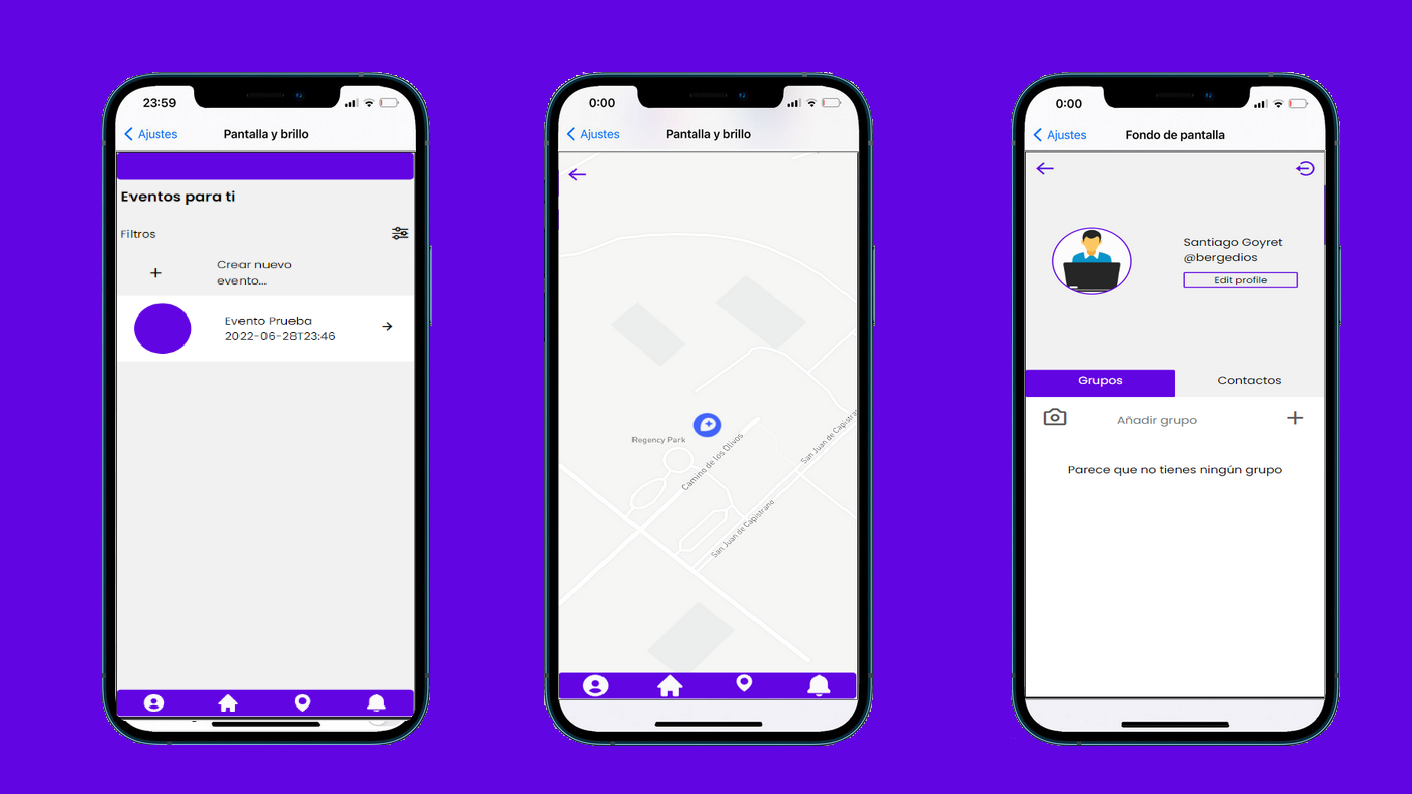 23:59
Ajustes
Pantalla y brillo
Eventos para ti
Filtros
Crear nuevo
evento...
Evento Prueba
2022-06-28T23:46
0:00
Ajustes
Pantalla y brillo
Regency Park
Camino de los Olivos
San Juan de Capistrano
San Juan de Capistrano
0:00
Ajustes
Fondo de pantalla
Santiago Goyret
@bergedios
Edit profile
Grupos
Contactos
Añadir grupo
Parece que no tienes ningún grupo